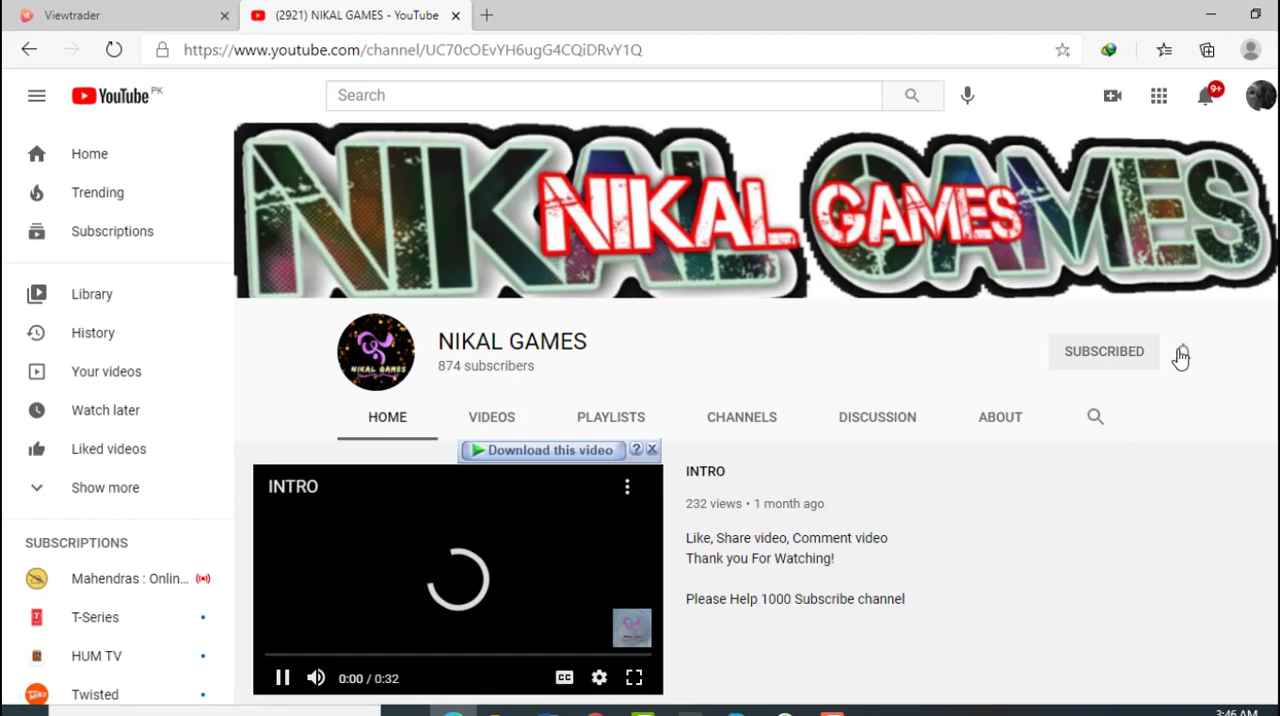 Viewtrader
(2921) NIKAL GAMES - YouTube
https://www.youtube.com/channel/UC70cOEvYH6ugG4CQiDRvY1Q
YouTube PK
Search
9+
Home
Trending
Subscriptions
Library
History
Your videos
Watch later
Liked videos
Show more
SUBSCRIPTIONS
Mahendras : Onlin...
T-Series
HUM TV
Twisted
NIKAL GAMES
NIKAL GAMES
NIKAL GAMES
NIKAL GAMES
874 subscribers
SUBSCRIBED
HOME VIDEOS PLAYLISTS CHANNELS DISCUSSION ABOUT
Download this video ?
INTRO
CC
0:00 / 0:32
INTRO
232 views • 1 month ago
Like, Share video, Comment video
Thank you For Watching!
Please Help 1000 Subscribe channel
3:46 AM